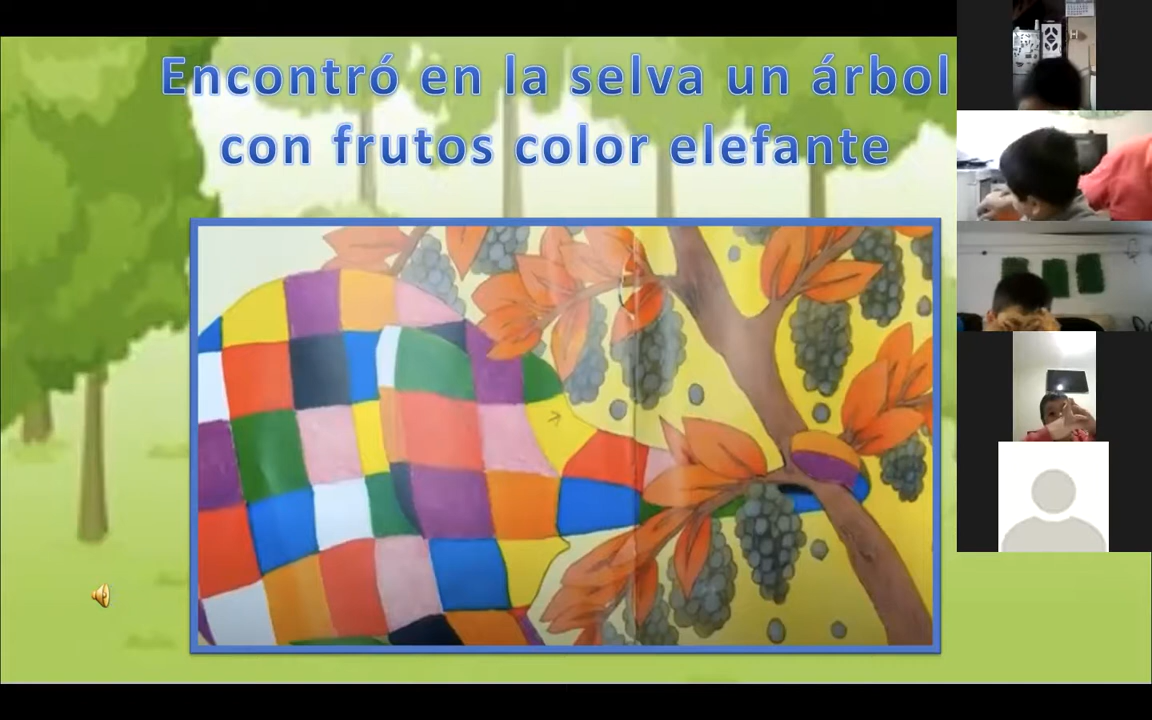 Encontró en la selva un árbol
con frutos color elefante